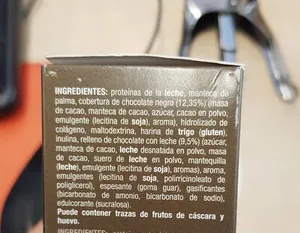 INGREDIENTES: proteínas de la leche, manteca de
palma, cobertura de chocolate negro (12,35%) (masa
de cacao, manteca de cacao, azúcar, cacao en polvo,
emulgente (lecitina de soja), aroma), hidrolizado de
colágeno, maltodextrina, harina de trigo (gluten),
inulina, relleno de chocolate con leche (9,5%) (azúcar,
manteca de cacao, leche desnatada en polvo, masa
de cacao, suero de leche en polvo, mantequilla
(leche), emulgente (lecitina de soja), aromas), aroma,
emulgentes (lecitina de soja, polirricinoleato de
poliglicerol), espesante (goma guar), gasificantes
(bicarbonato de amonio, bicarbonato de sodio),
edulcorante (sucralosa).
Puede contener trazas de frutos de cáscara y
huevo.